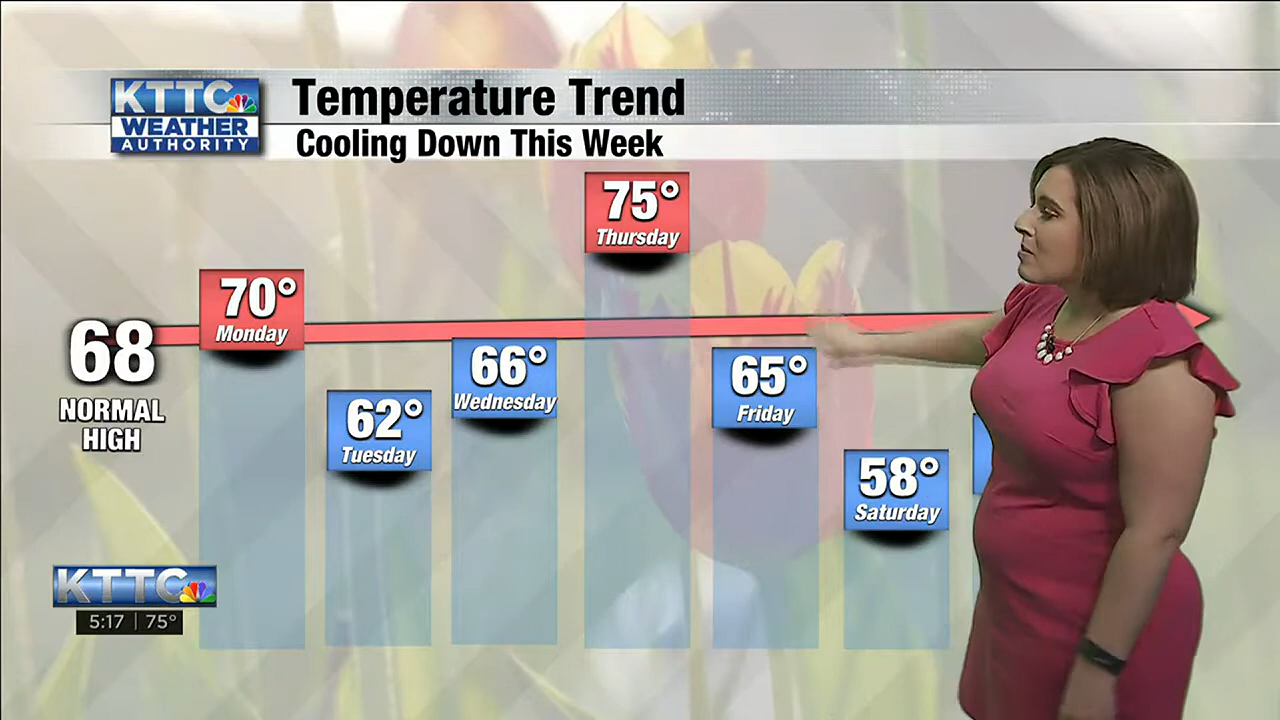 KTTC
WEATHER
AUTHORITY
Temperature Trend
Cooling Down This Week
75°
Thursday
70°
Monday
68
NORMAL
HIGH
66°
Wednesday
65°
Friday
62°
Tuesday
58°
Saturday
KTTC
5:17 | 75°